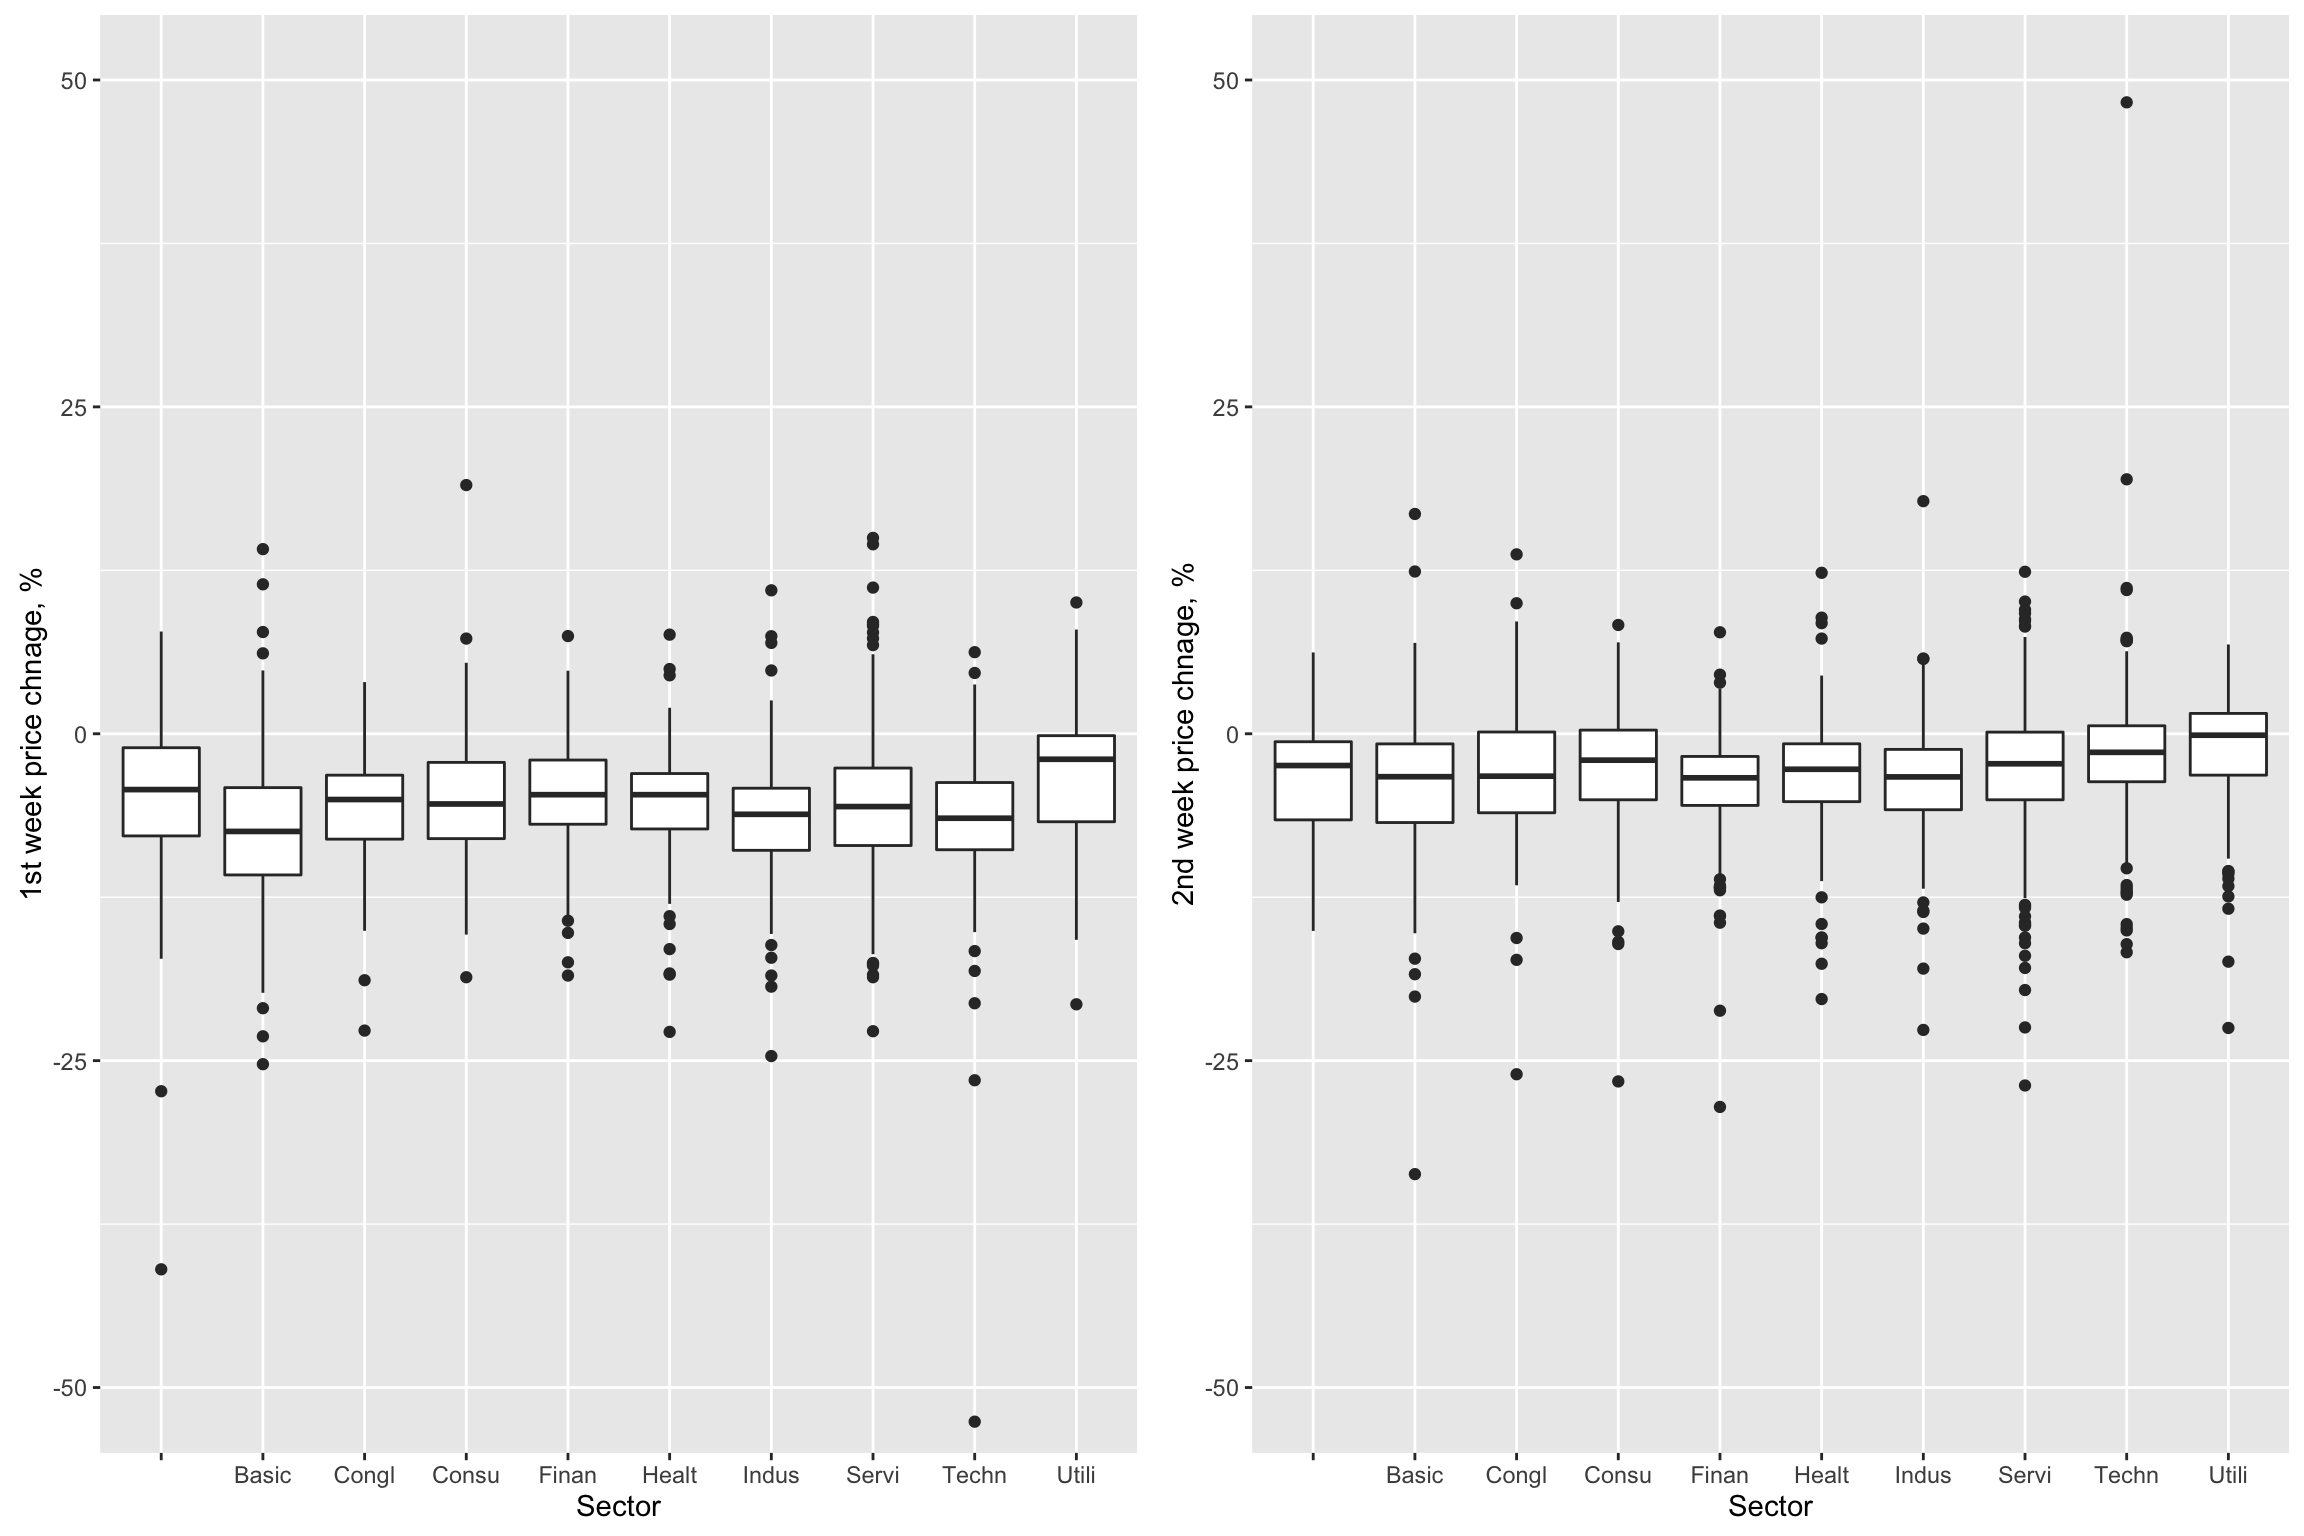 1st week price chnage, %
50
25
0
-25
-50
Basic Congl Consu Finan Healt Indus Servi Techn Utili
Sector
2nd week price chnage, %
50
25
0
-25
-50
Basic Congl Consu Finan Healt Indus Servi Techn Utili
Sector